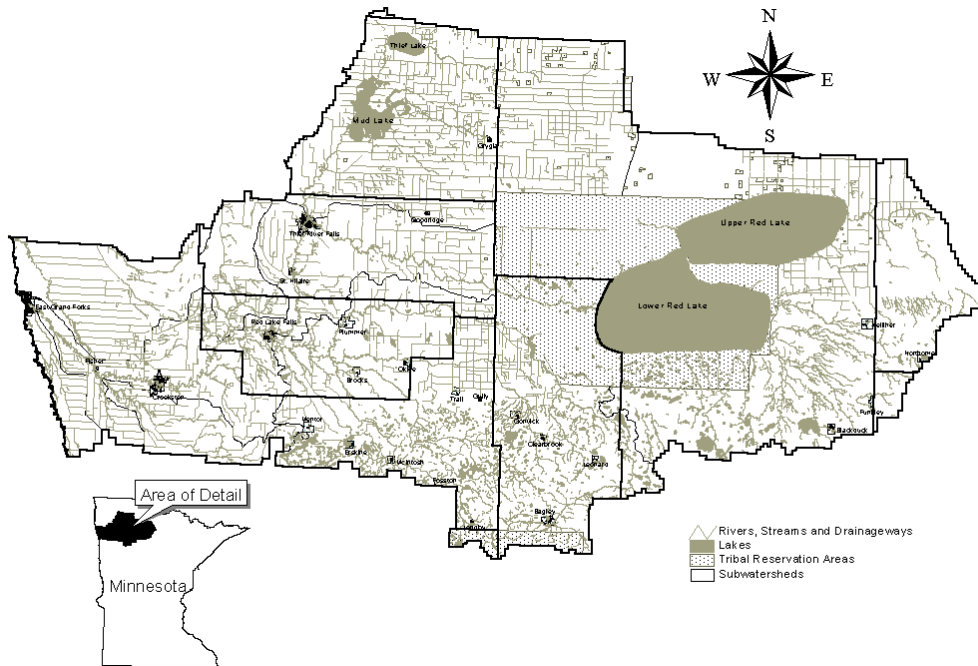 N
Thief Lake
W
E
Mud Lake
S
Grygla
Goodridge
Thief River Falls
Upper Red Lake
St. Hilaire
East Grand Forks
Lower Red Lake
Red Lake Falls
Plummer
Kelliher
Fisher
Oklee
Northome
Brooks
Crookston
Trail
Gully
Mentor
Gonvick
Funkley
Blackduck
Clearbrook
Erskine
McIntosh
Leonard
Fosston
Area of Detail
Bagley
Lengby
Rivers, Streams and Drainageways
Lakes
Tribal Reservation Areas
Minnesota
Subwatersheds